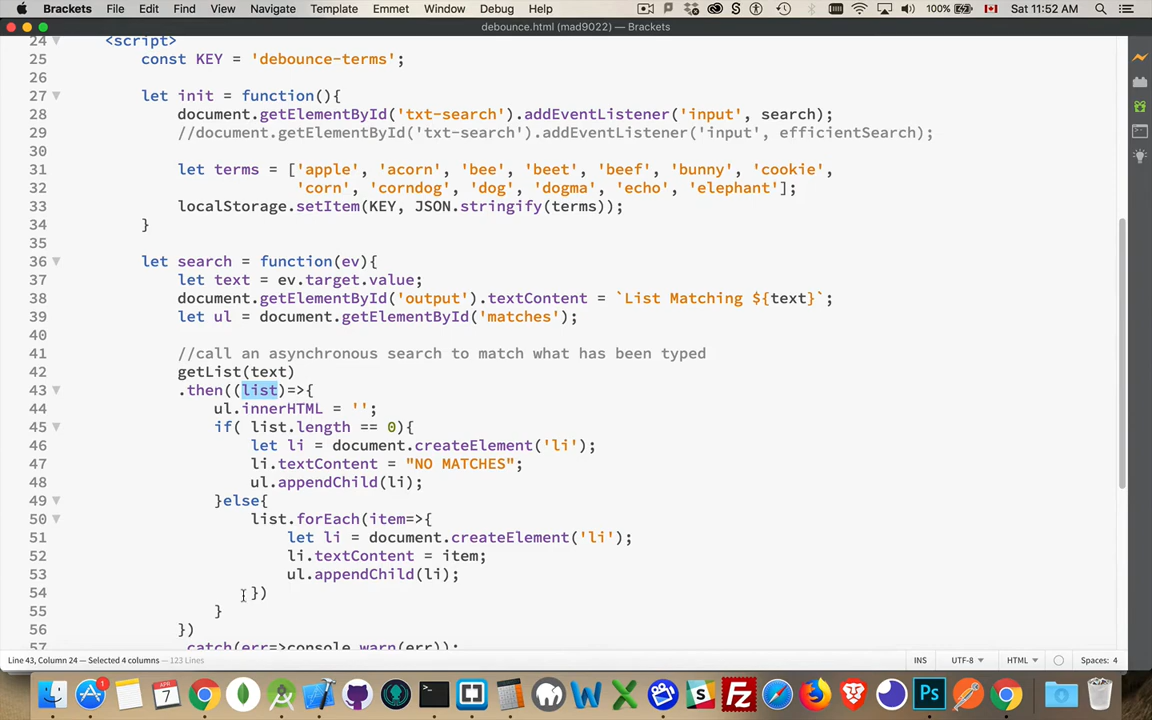 Brackets File Edit Find View Navigate Template Emmet Window Debug Help 100% Sat 11:52 AM
debounce.html (mad9022) — Brackets
24 <script>
25 const KEY = 'debounce-terms';
26
27 let init = function(){
28 document.getElementById('txt-search').addEventListener('input', search);
29 //document.getElementById('txt-search').addEventListener('input', efficientSearch);
30
31 let terms = ['apple', 'acorn', 'bee', 'beet', 'beef', 'bunny', 'cookie',
32 'corn', 'corndog', 'dog', 'dogma', 'echo', 'elephant'];
33 localStorage.setItem(KEY, JSON.stringify(terms));
34 }
35
36 let search = function(ev){
37 let text = ev.target.value;
38 document.getElementById('output').textContent = `List Matching ${text}`;
39 let ul = document.getElementById('matches');
40
41 //call an asynchronous search to match what has been typed
42 getList(text)
43 .then((list)=>{
44 ul.innerHTML = '';
45 if( list.length == 0){
46 let li = document.createElement('li');
47 li.textContent = "NO MATCHES";
48 ul.appendChild(li);
49 }else{
50 list.forEach(item=>{
51 let li = document.createElement('li');
52 li.textContent = item;
53 ul.appendChild(li);
54 })
55 }
56 })
57 .catch(err=>console.warn(err));
Line 43, Column 24 — Selected 4 columns — 123 Lines INS UTF-8 HTML Spaces: 4